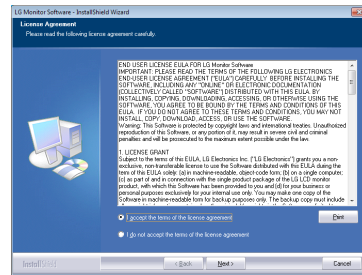 LG Monitor Software - InstallShield Wizard
License Agreement
Please read the following license agreement carefully.
END USER LICENSE EULA FOR LG Monitor Software
IMPORTANT: PLEASE READ THE TERMS OF THE FOLLOWING LG ELECTRONICS
END-USER LICENSE AGREEMENT ("EULA") CAREFULLY BEFORE INSTALLING THE
SOFTWARE, INCLUDING ANY "ONLINE" OR ELECTRONIC DOCUMENTATION
(COLLECTIVELY CALLED "SOFTWARE") DISTRIBUTED WITH THIS EULA. BY
INSTALLING, COPYING, DOWNLOADING, ACCESSING, OR OTHERWISE USING THE
SOFTWARE, YOU AGREE TO BE BOUND BY THE TERMS AND CONDITIONS OF THIS
EULA. IF YOU DO NOT AGREE TO THESE TERMS AND CONDITIONS, YOU MAY NOT
INSTALL, COPY, DOWNLOAD, ACCESS, OR USE THE SOFTWARE.
Warning: This Software is protected by copyright laws and international treaties. Unauthorized
reproduction of this Software, or any portion of it, may result in severe civil and criminal
penalties and will be prosecuted to the maximum extent possible under the law.
1. LICENSE GRANT
Subject to the terms of the EULA, LG Electronics Inc. ("LG Electronics") grants you a non-
exclusive, non-transferable license to use the Software distributed with this EULA during the
term of this EULA solely: (a) in machine-readable, object-code form; (b) on a single computer;
(c) as part of and in connection with the single product package of the LG LCD monitor
product, with which the Software has been provided to you and (d) for your business or
personal purposes exclusively for your internal use only. You may make one copy of the
Software in machine-readable form for backup purposes only. The backup copy must include
I accept the terms of the license agreement
Print
I do not accept the terms of the license agreement
InstallShield
< Back
Next >
Cancel